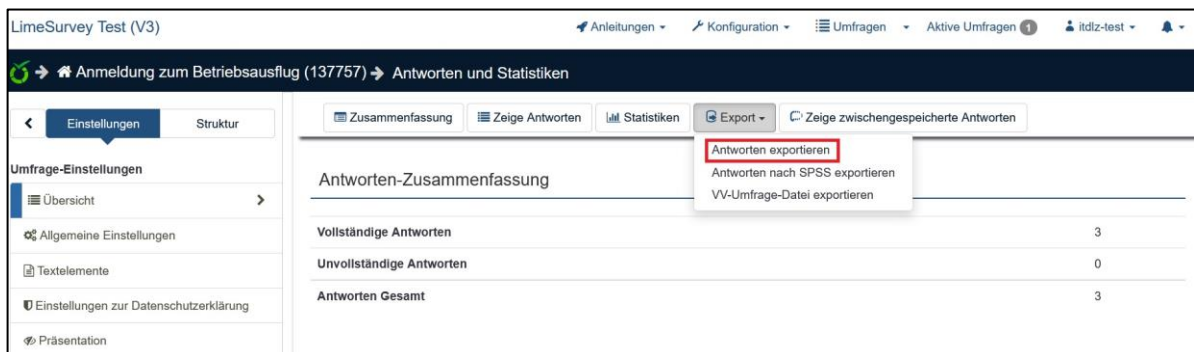 LimeSurvey Test (V3)
Anleitungen
Konfiguration
Umfragen
Aktive Umfragen 1
itdlz-test
Anmeldung zum Betriebsausflug (137757)
Antworten und Statistiken
Einstellungen
Struktur
Zusammenfassung
Zeige Antworten
Statistiken
Export
Zeige zwischengespeicherte Antworten
Antworten exportieren
Antworten nach SPSS exportieren
VV-Umfrage-Datei exportieren
Umfrage-Einstellungen
Übersicht
Allgemeine Einstellungen
Textelemente
Einstellungen zur Datenschutzerklärung
Präsentation
Antworten-Zusammenfassung
Vollständige Antworten 3
Unvollständige Antworten 0
Antworten Gesamt 3